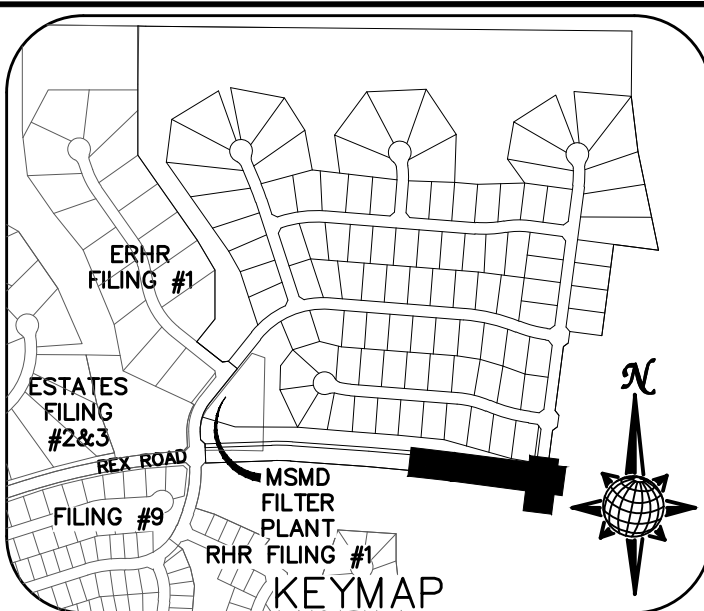 ERHR
FILING #1
N
ESTATES
FILING
#2&3
REX ROAD
MSMD
FILTER
PLANT
FILING #9
RHR FILING #1
KEYMAP